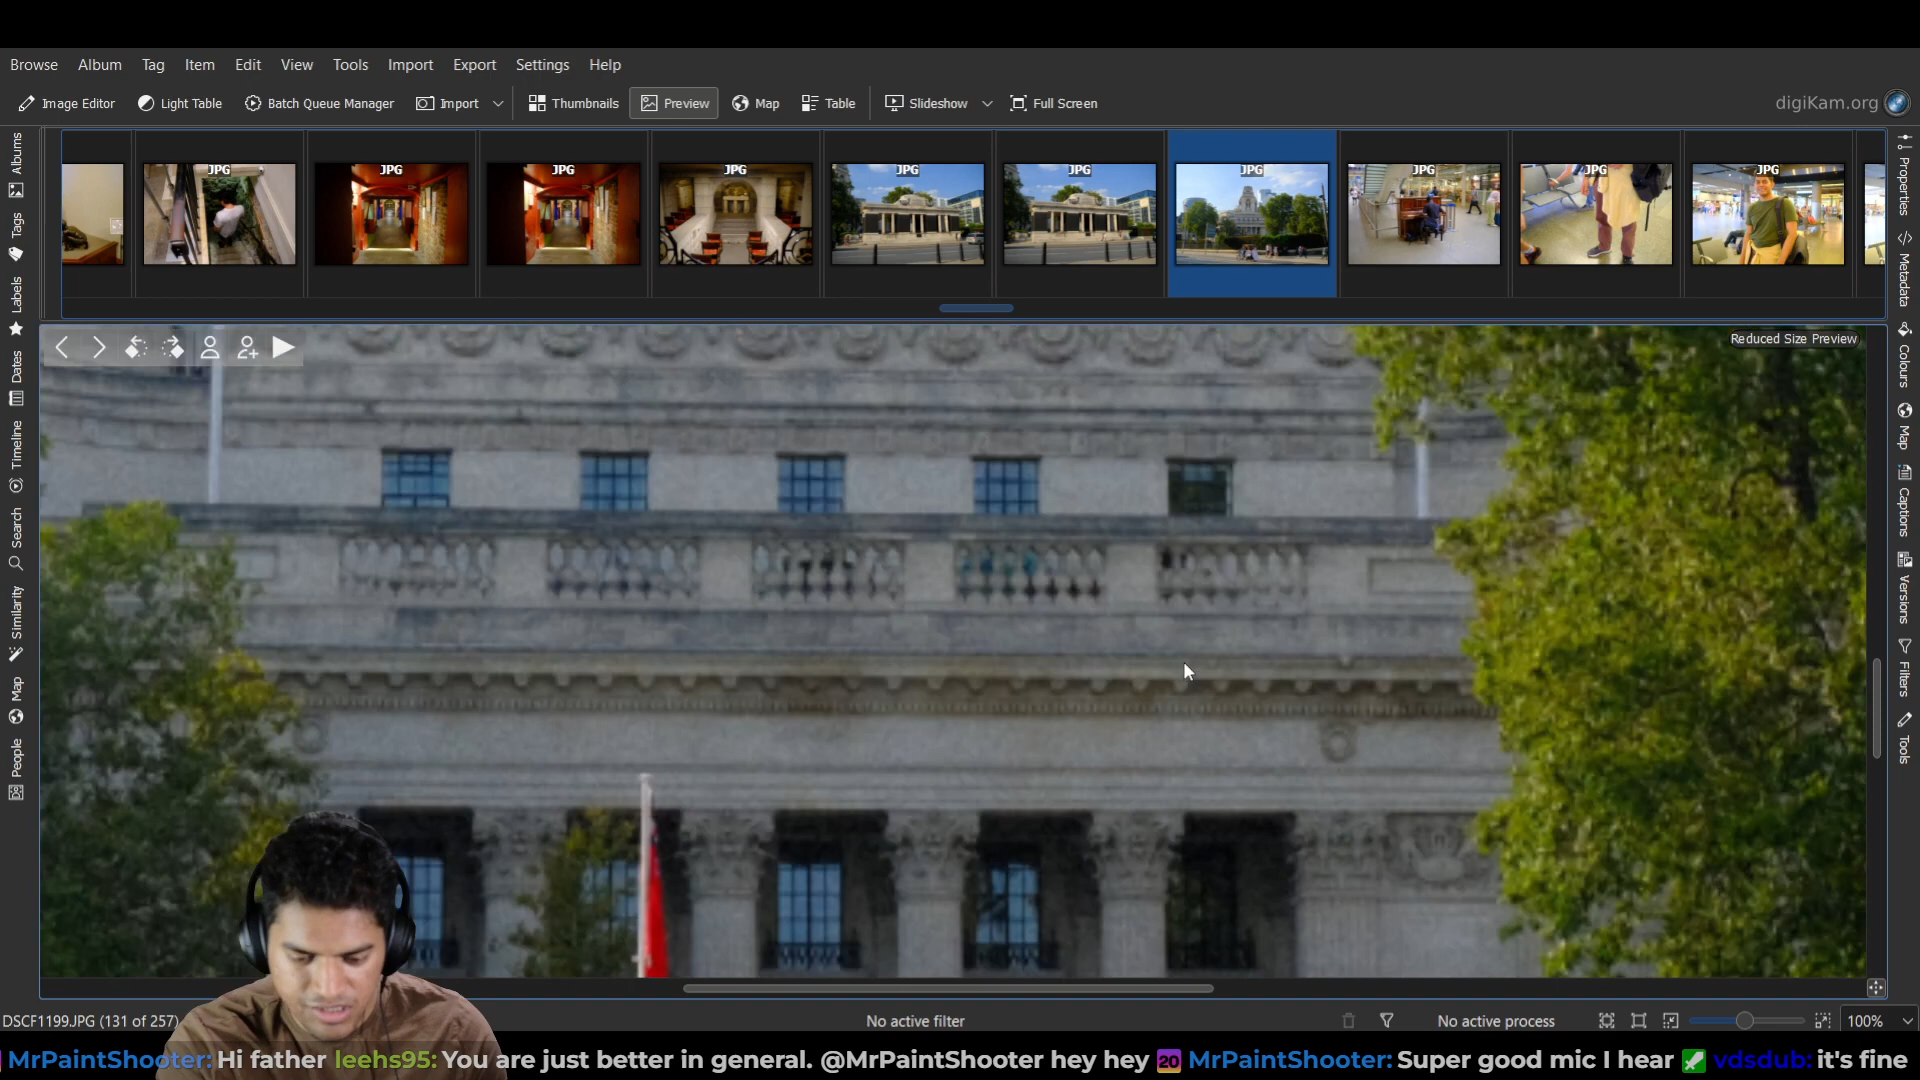 Browse Album Tag Item Edit View Tools Import Export Settings Help
Image Editor Light Table Batch Queue Manager Import Thumbnails Preview Map Table Slideshow Full Screen digiKam.org
JPG JPG JPG JPG JPG JPG JPG JPG JPG JPG
Albums
Tags
Labels
Dates
Timeline
Search
Similarity
Map
People
Reduced Size Preview
Properties
Metadata
Colours
Map
Captions
Versions
Filters
Tools
DSCF1199.JPG (131 of 257) No active filter No active process 100%
MrPaintShooter: Hi father leehs95: You are just better in general. @MrPaintShooter hey hey 20 MrPaintShooter: Super good mic I hear vdsdub: it's fine